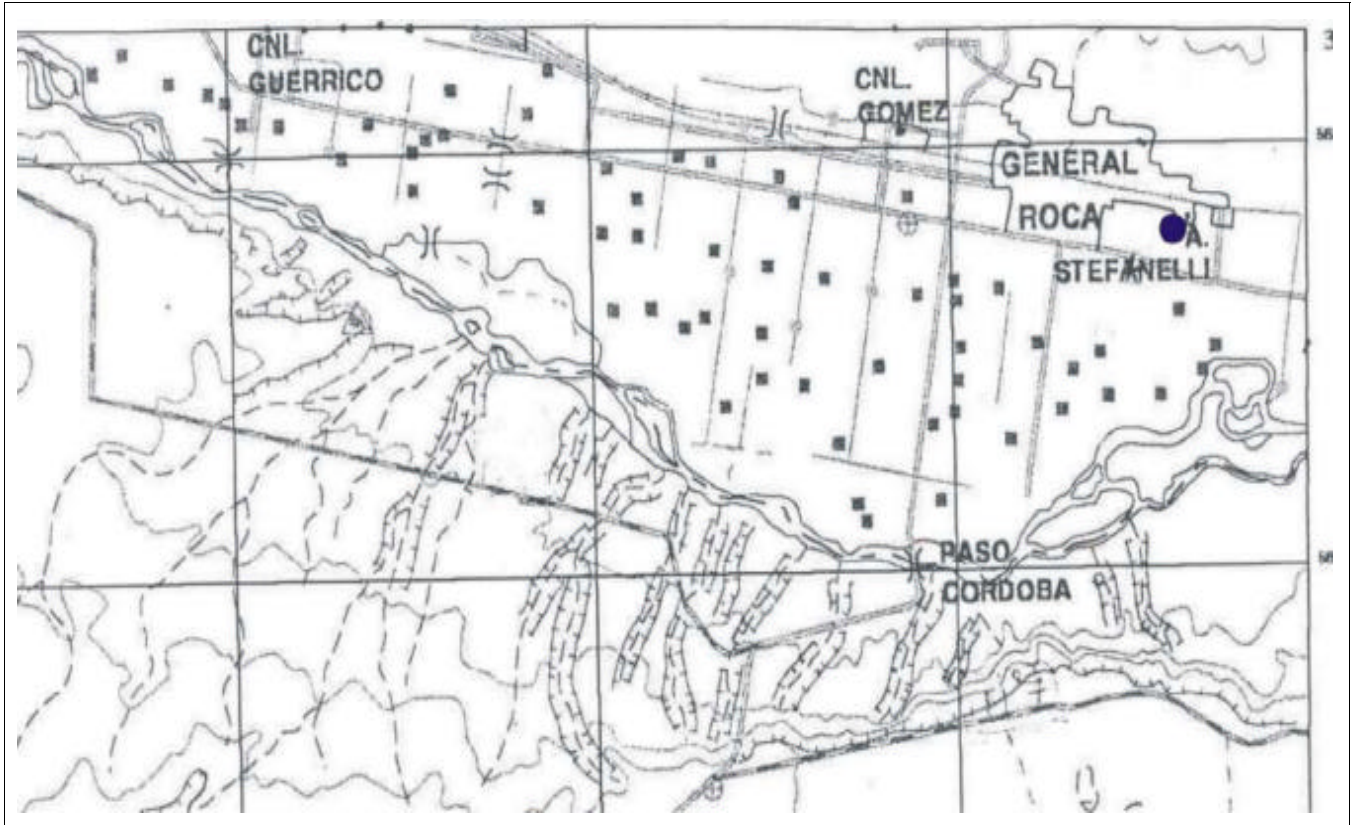 CNL.
GUERRICO
CNL.
GOMEZ
GENERAL
ROCA
A.
STEFANELLI
PASO
CORDOBA